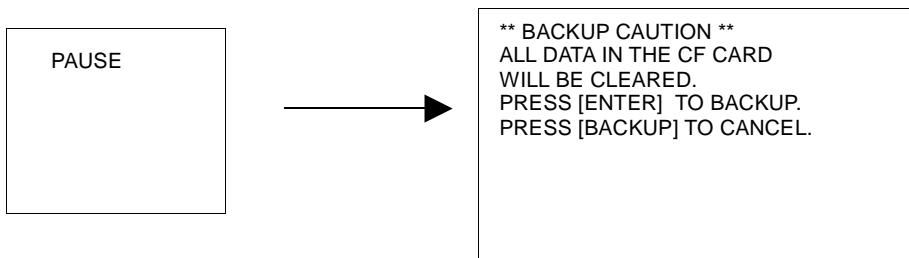 PAUSE
** BACKUP CAUTION **
ALL DATA IN THE CF CARD
WILL BE CLEARED.
PRESS [ENTER] TO BACKUP.
PRESS [BACKUP] TO CANCEL.